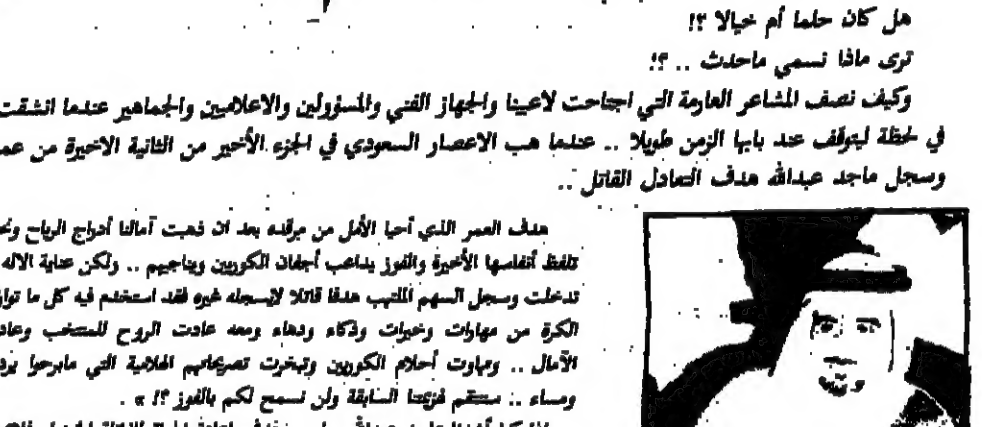 هل كان حلما أم خيالا ؟!
ترى ماذا نسمي ماحدث .. ؟!
وكيف نصف المشاعر العارمة التي اجتاحت لاعبينا والجهاز الفني والمسؤولين والاعلاميين والجماهير عندما انشقت
في لحظة ليتوقف عند بابها الزمن طويلا .. عندما هب الاعصار السعودي في الجزء الأخير من الثانية الاخيرة من عمـ
وسجل ماجد عبدالله هدف التعادل القاتل ..
هدف العمر الذي أحيا الأمل من مرقده بعد ان ذهبت آمالنا أدراج الرياح
تلفظ أنفاسها الأخيرة والفوز يداعب أجفان الكوريين ويناجيهم .. ولكن عناية الاله
تدخلت وسجل السهم الملتهب هدفا قاتلا لايسجله غيره فقد استخدم فيه كل ما
الكرة من مهارات وخبرات وذكاء ودهاء ومعه عادت الروح للمنتخب
الآمال .. وتهاوت أحلام الكوريين وتبخرت تصريحاتهم الهلامية التي مابرحوا
ومساء .. سننتقم لهزيمتنا السابقة ولن نسمح لكم بالفوز ؟! » .